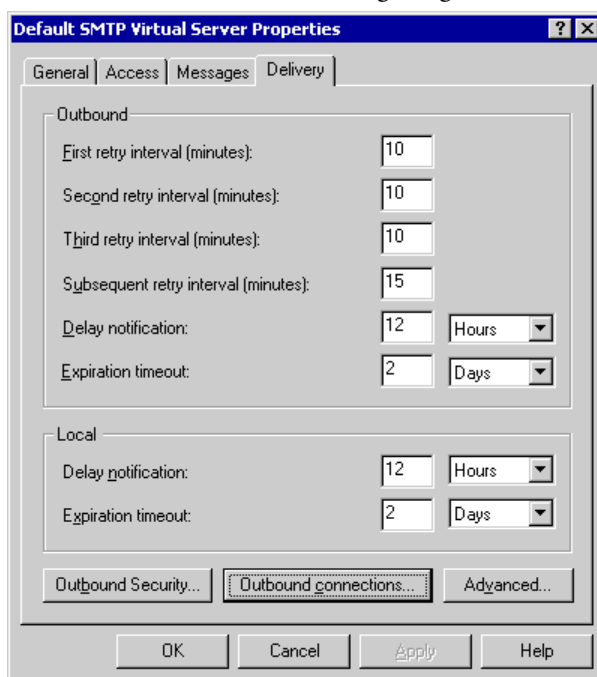 Default SMTP Virtual Server Properties ? ×
General Access Messages Delivery
Outbound
First retry interval (minutes): 10
Second retry interval (minutes): 10
Third retry interval (minutes): 10
Subsequent retry interval (minutes): 15
Delay notification: 12 Hours
Expiration timeout: 2 Days
Local
Delay notification: 12 Hours
Expiration timeout: 2 Days
Outbound Security... Outbound connections... Advanced...
OK Cancel Apply Help